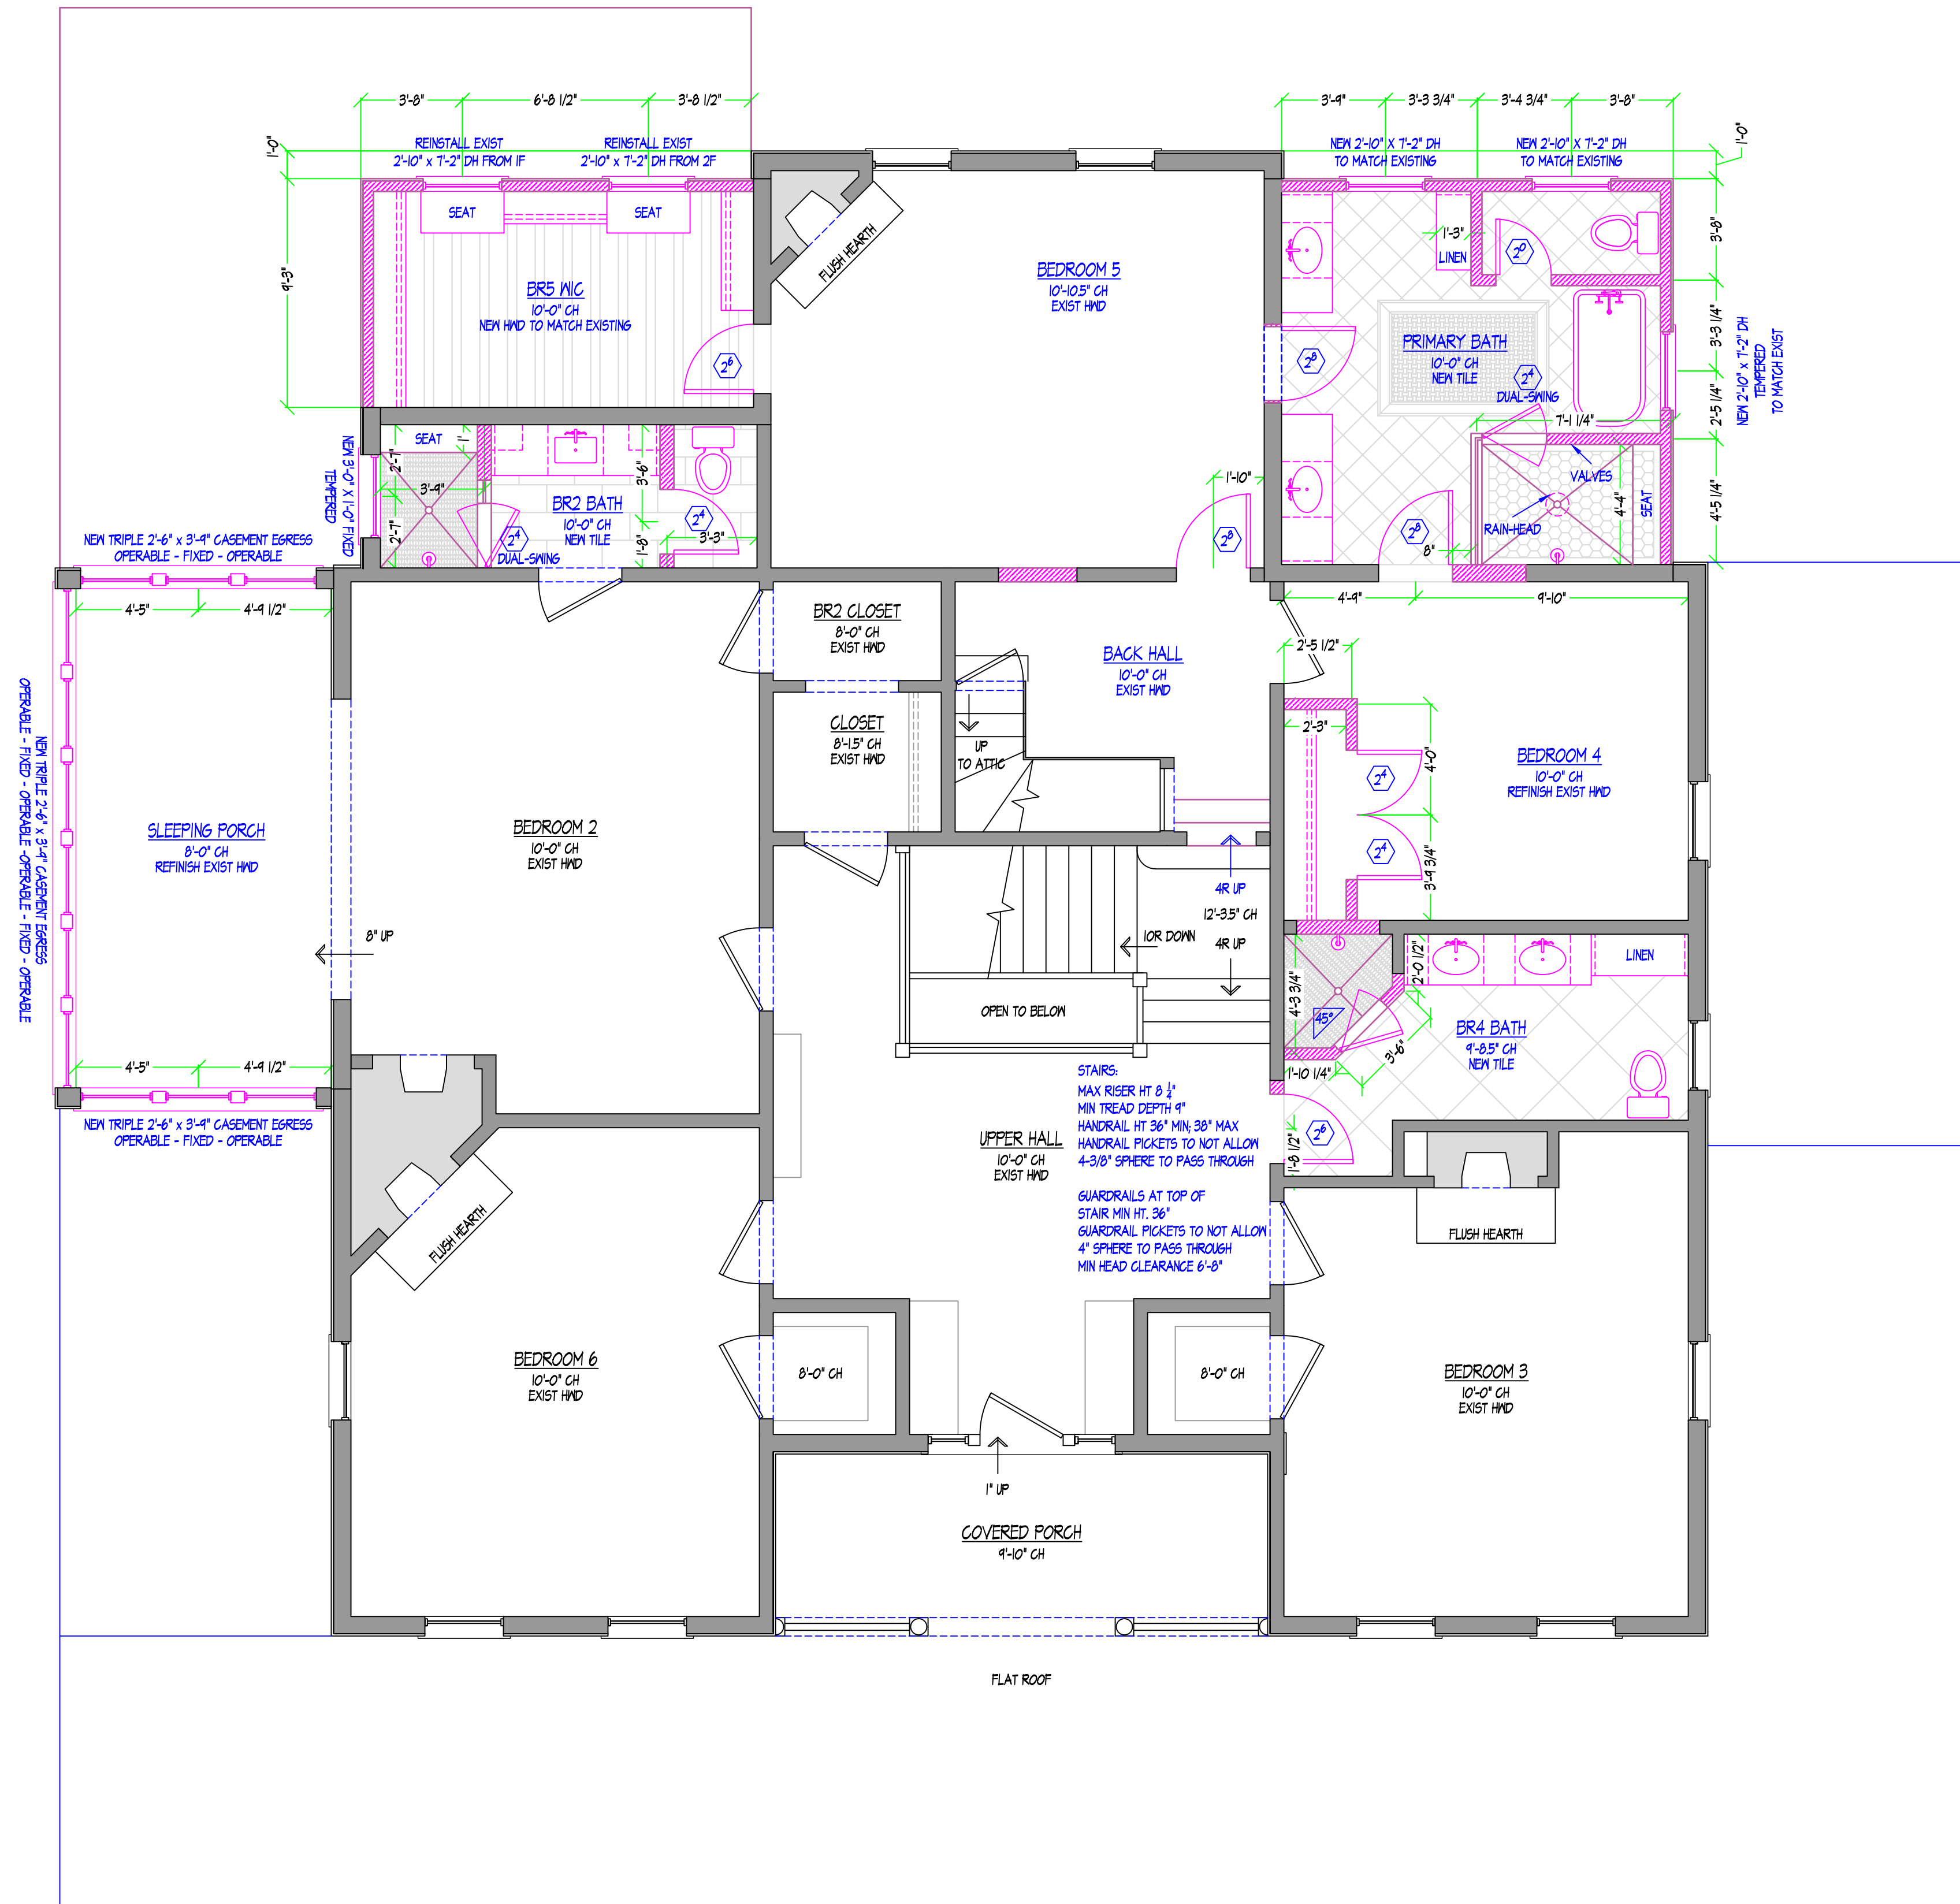 3'-8"
6'-8 1/2"
3'-8 1/2"
3'-9"
3'-3 3/4"
3'-4 3/4"
3'-8"
1'-0"
REINSTALL EXIST
2'-10" x 7'-2" DH FROM 1F
REINSTALL EXIST
2'-10" x 7'-2" DH FROM 2F
NEW 2'-10" X 7'-2" DH
TO MATCH EXISTING
NEW 2'-10" X 7'-2" DH
TO MATCH EXISTING
1'-0"
SEAT
SEAT
9'-3"
BR5 WIC
10'-0" CH
NEW HWD TO MATCH EXISTING
2⁶
FLUSH HEARTH
BEDROOM 5
10'-10.5" CH
EXIST HWD
1'-3"
LINEN
2⁰
3'-8"
PRIMARY BATH
10'-0" CH
NEW TILE
2⁸
2⁴
DUAL-SWING
7'-1 1/4"
3'-3 1/4"
2'-5 1/4"
NEW 2'-10" x 7'-2" DH
TEMPERED
TO MATCH EXIST
4'-5 1/4"
VALVES
RAIN-HEAD
4'-4"
SEAT
2⁸
8"
1'-10"
2⁸
NEW 3'-0" X 1'-0" FIXED
TEMPERED
SEAT
1'
2'-7"
3'-9"
2'-7"
BR2 BATH
10'-0" CH
NEW TILE
2⁴
DUAL-SWING
3'-6"
1'-8"
2⁴
3'-3"
NEW TRIPLE 2'-6" x 3'-9" CASEMENT EGRESS
OPERABLE - FIXED - OPERABLE
4'-5"
4'-9 1/2"
BR2 CLOSET
8'-0" CH
EXIST HWD
CLOSET
8'-1.5" CH
EXIST HWD
BACK HALL
10'-0" CH
EXIST HWD
UP
TO ATTIC
4'-9"
9'-10"
2'-5 1/2"
2'-3"
4'-0"
2⁴
2⁴
3'-9 3/4"
BEDROOM 4
10'-0" CH
REFINISH EXIST HWD
NEW TRIPLE 2'-6" x 3'-9" CASEMENT EGRESS
OPERABLE - FIXED - OPERABLE -OPERABLE - FIXED - OPERABLE
SLEEPING PORCH
8'-0" CH
REFINISH EXIST HWD
BEDROOM 2
10'-0" CH
EXIST HWD
8" UP
4R UP
12'-3.5" CH
10R DOWN
4R UP
OPEN TO BELOW
4'-3 3/4"
45°
2'-0 1/2"
3'-6"
1'-10 1/4"
LINEN
BR4 BATH
9'-8.5" CH
NEW TILE
2⁶
1'-8 1/2"
4'-5"
4'-9 1/2"
NEW TRIPLE 2'-6" x 3'-9" CASEMENT EGRESS
OPERABLE - FIXED - OPERABLE
STAIRS:
MAX RISER HT 8 1/4"
MIN TREAD DEPTH 9"
HANDRAIL HT 36" MIN; 38" MAX
HANDRAIL PICKETS TO NOT ALLOW
4-3/8" SPHERE TO PASS THROUGH
GUARDRAILS AT TOP OF
STAIR MIN HT. 36"
GUARDRAIL PICKETS TO NOT ALLOW
4" SPHERE TO PASS THROUGH
MIN HEAD CLEARANCE 6'-8"
UPPER HALL
10'-0" CH
EXIST HWD
FLUSH HEARTH
FLUSH HEARTH
BEDROOM 6
10'-0" CH
EXIST HWD
8'-0" CH
8'-0" CH
BEDROOM 3
10'-0" CH
EXIST HWD
1" UP
COVERED PORCH
9'-10" CH
FLAT ROOF